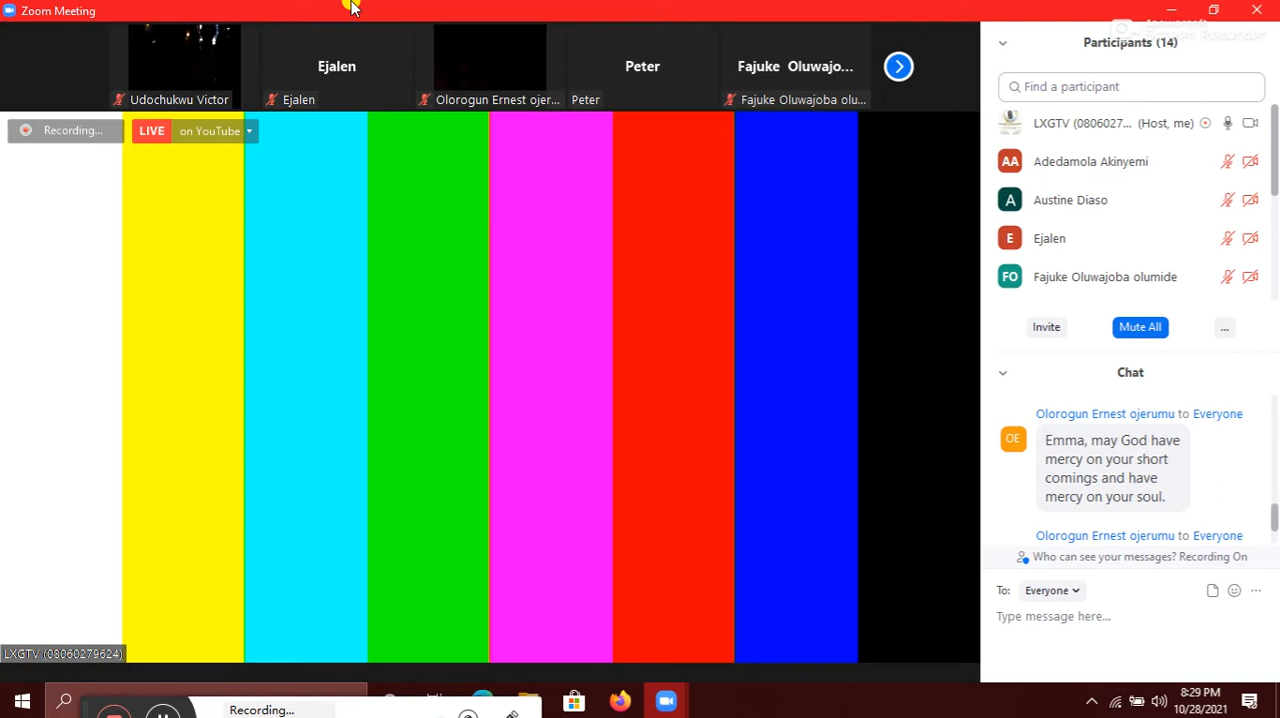 Zoom Meeting
Screen Recorder
Participants (14)
Ejalen
Peter
Fajuke Oluwajo...
Udochukwu Victor
Ejalen
Olorogun Ernest ojer...
Peter
Fajuke Oluwajoba olu...
Find a participant
Recording...
LIVE on YouTube
LXGTV (0806027... (Host, me)
AA Adedamola Akinyemi
A Austine Diaso
E Ejalen
FO Fajuke Oluwajoba olumide
Invite
Mute All
...
Chat
Olorogun Ernest ojerumu to Everyone
OE
Emma, may God have
mercy on your short
comings and have
mercy on your soul.
Olorogun Ernest ojerumu to Everyone
Who can see your messages? Recording On
To: Everyone
Type message here...
LXGTV (08060279624)
Recording...
8:29 PM
10/28/2021